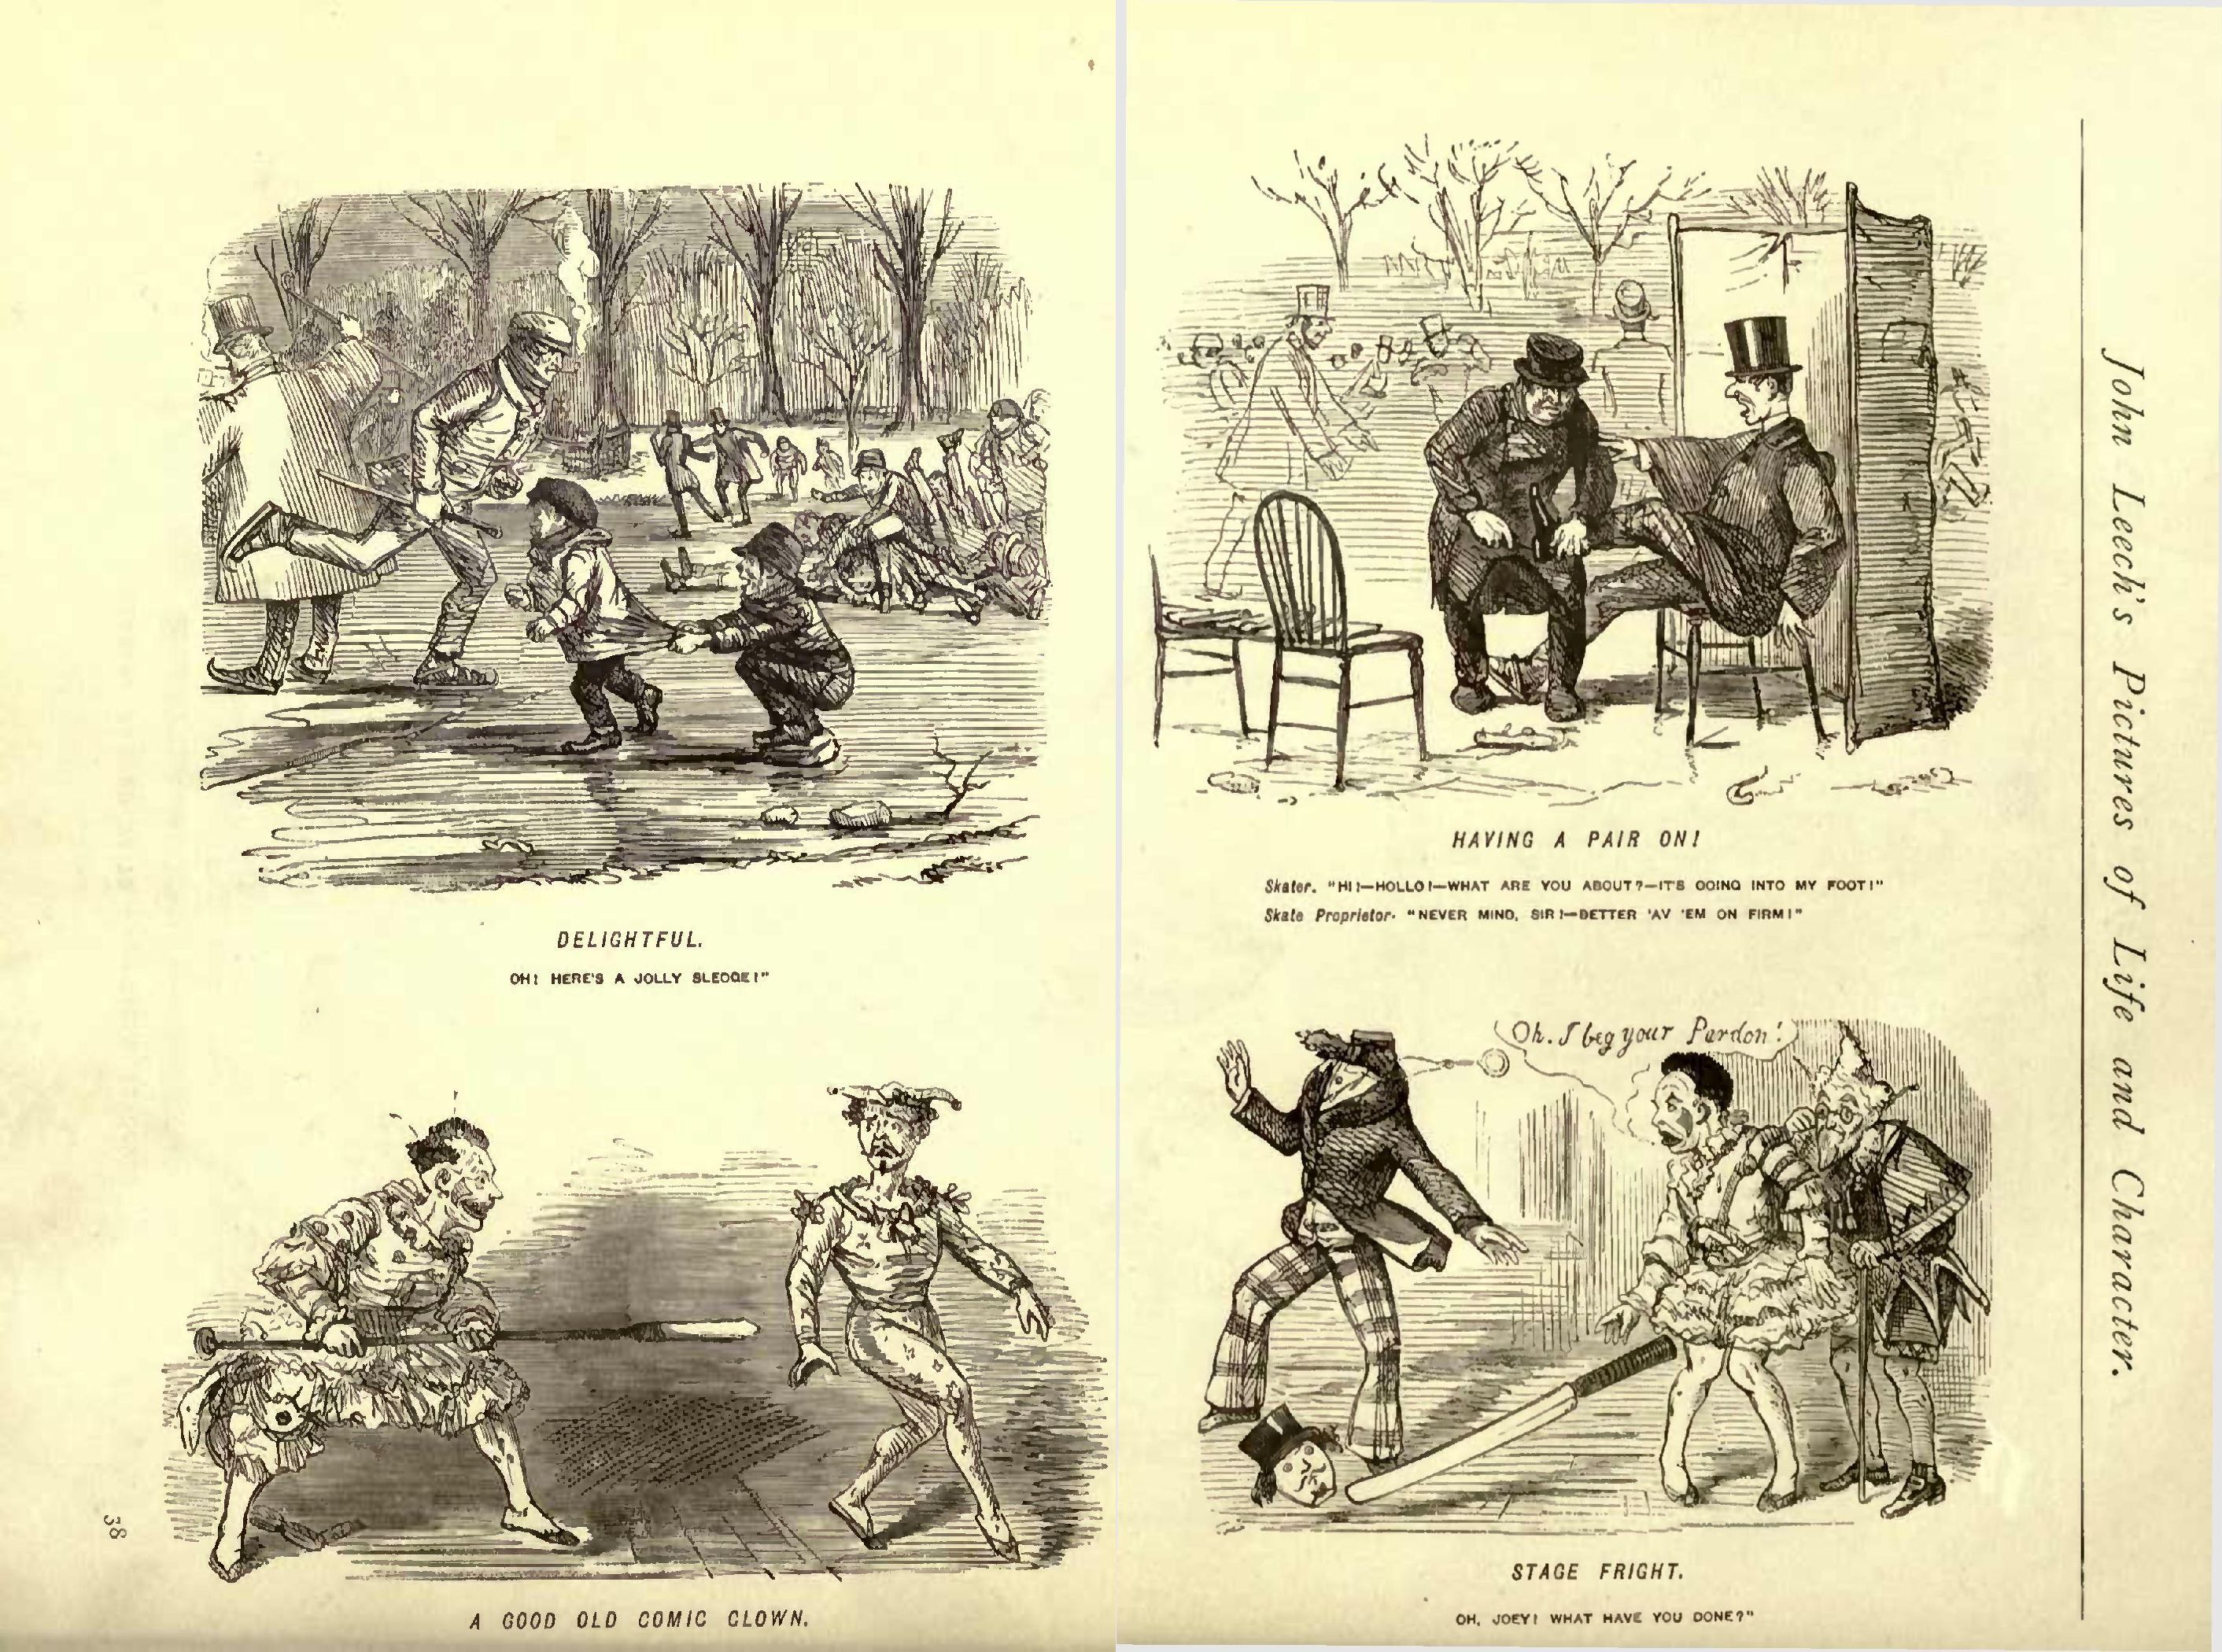 DELIGHTFUL.
OH! HERE'S A JOLLY SLEDGE!"
A GOOD OLD COMIC CLOWN.
38
HAVING A PAIR ON!
Skater. "HI!—HOLLO!—WHAT ARE YOU ABOUT?—IT'S GOING INTO MY FOOT!"
Skate Proprietor. "NEVER MIND, SIR!—BETTER 'AV 'EM ON FIRM!"
Oh. I beg your Pardon!
STAGE FRIGHT.
OH, JOEY! WHAT HAVE YOU DONE?"
John Leech's Pictures of Life and Character.